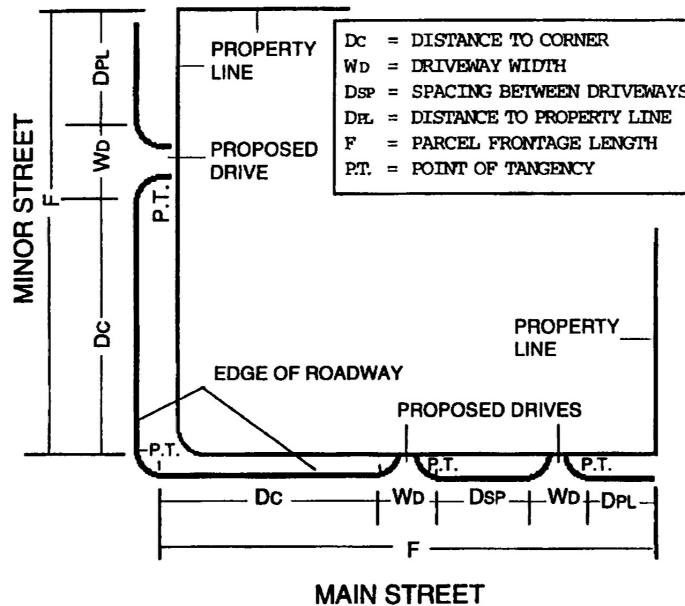 PROPERTY
LINE
DC = DISTANCE TO CORNER
WD = DRIVEWAY WIDTH
DSP = SPACING BETWEEN DRIVEWAYS
DPL = DISTANCE TO PROPERTY LINE
F = PARCEL FRONTAGE LENGTH
P.T. = POINT OF TANGENCY
DPL
WD
PROPOSED
DRIVE
P.T.
F
MINOR STREET
DC
PROPERTY
LINE
EDGE OF ROADWAY
PROPOSED DRIVES
P.T.
P.T.
P.T.
DC
WD
DSP
WD
DPL
F
MAIN STREET